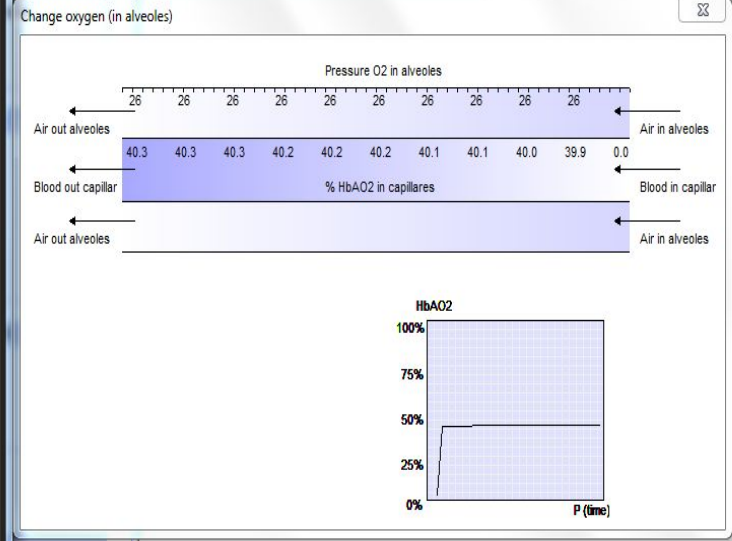 Change oxygen (in alveoles)
Pressure O2 in alveoles
26 26 26 26 26 26 26 26 26 26
Air out alveoles
Air in alveoles
40.3 40.3 40.3 40.2 40.2 40.2 40.1 40.1 40.0 39.9 0.0
Blood out capillar
% HbAO2 in capillares
Blood in capillar
Air out alveoles
Air in alveoles
HbAO2
100%
75%
50%
25%
0%
P (time)